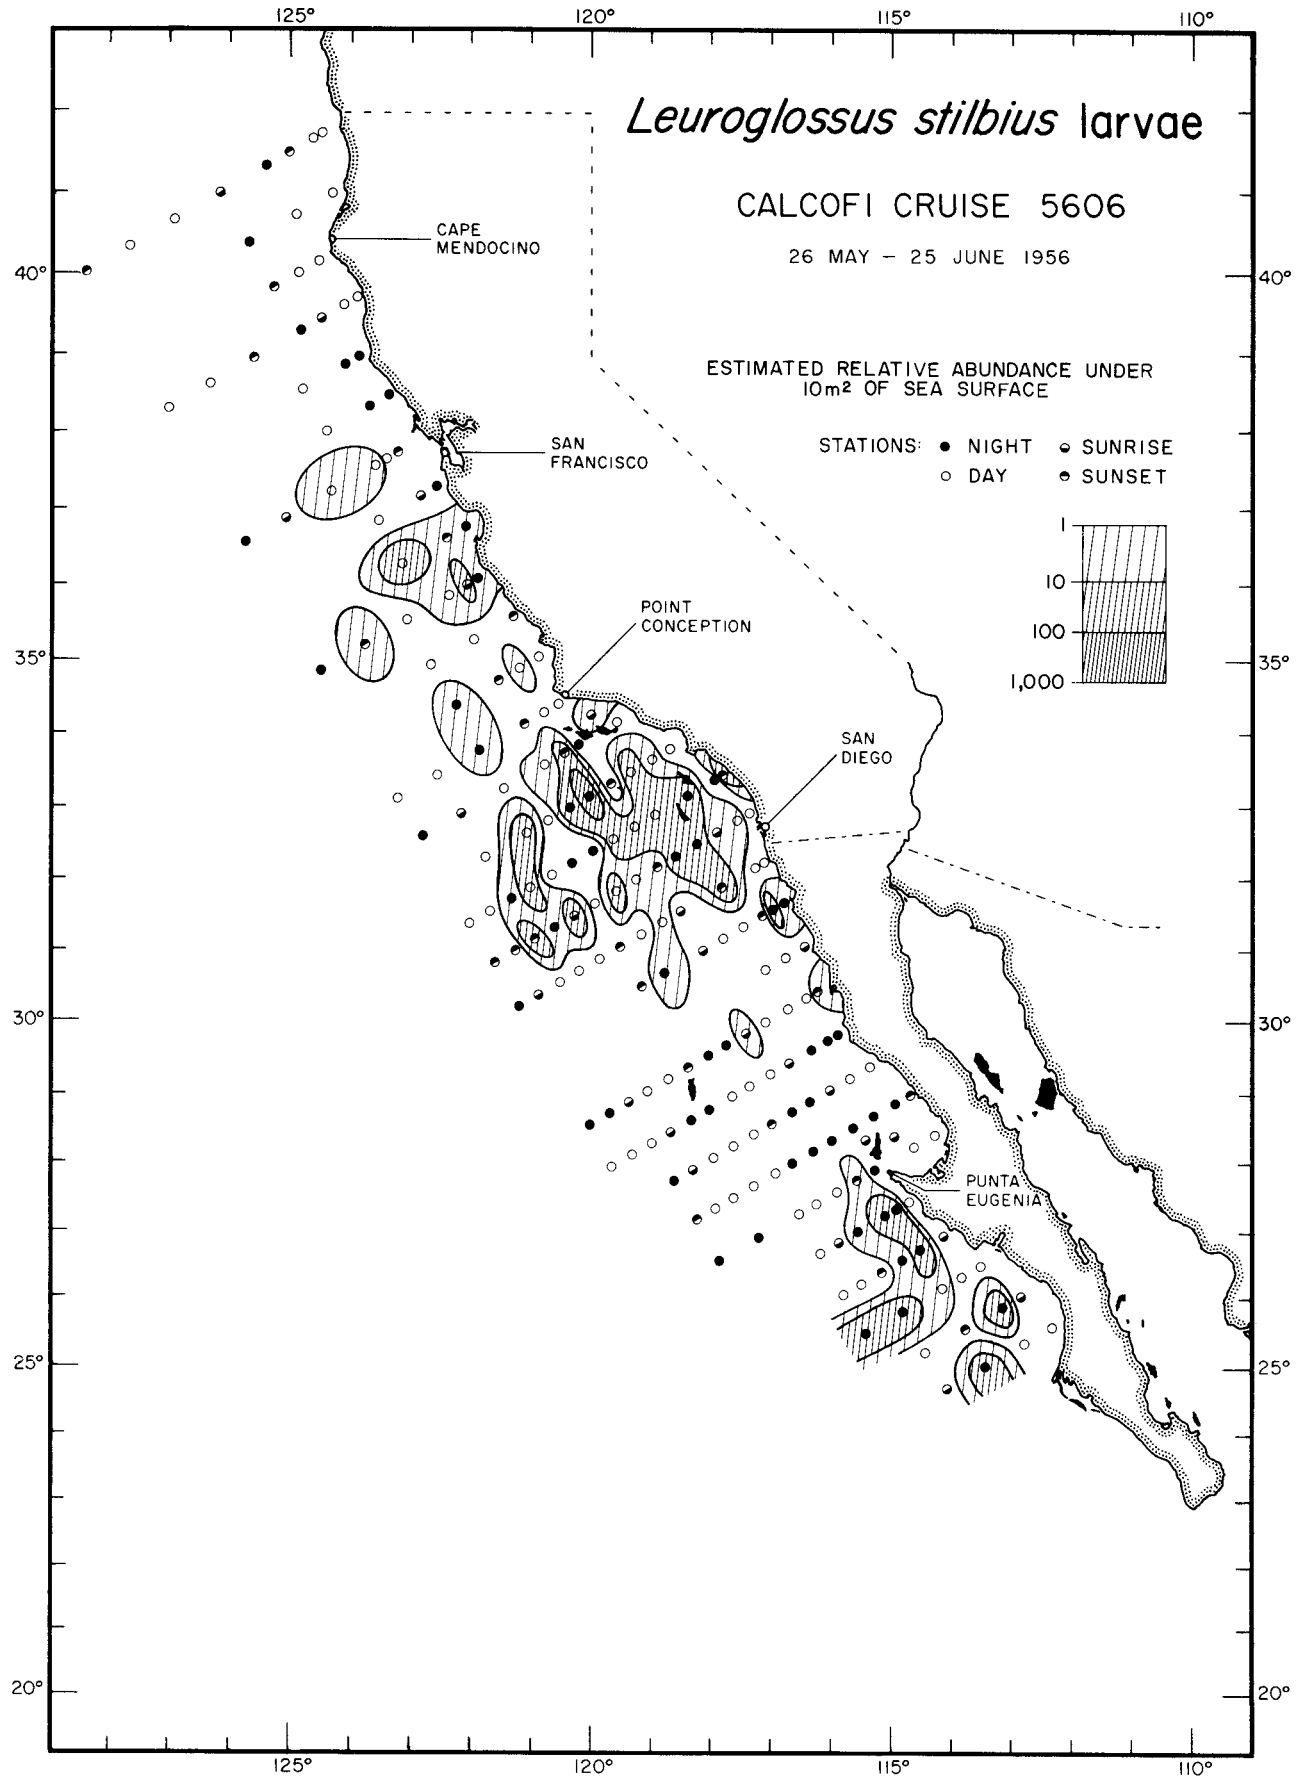 125° 120° 115° 110°
Leuroglossus stilbius larvae
CALCOFI CRUISE 5606
26 MAY – 25 JUNE 1956
CAPE
MENDOCINO
40° 40°
ESTIMATED RELATIVE ABUNDANCE UNDER
10m² OF SEA SURFACE
STATIONS: ● NIGHT ◒ SUNRISE
○ DAY ◓ SUNSET
SAN
FRANCISCO
1
10
100
1,000
POINT
CONCEPTION
35° 35°
SAN
DIEGO
30° 30°
PUNTA
EUGENIA
25° 25°
20° 20°
125° 120° 115° 110°